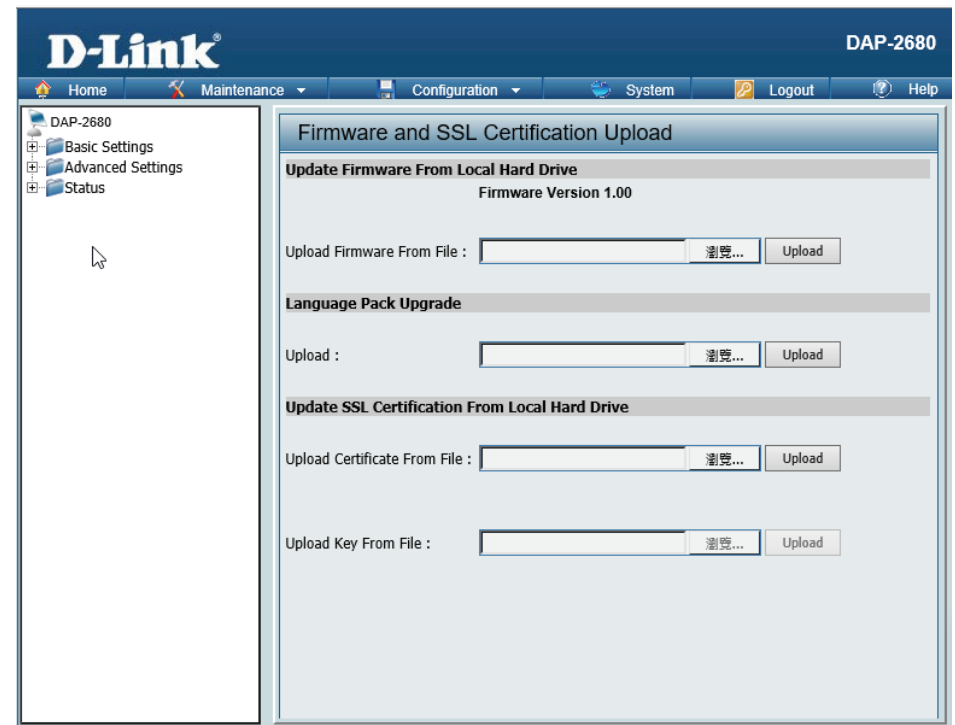 D-Link®
DAP-2680
Home Maintenance Configuration System Logout Help
DAP-2680
Basic Settings
Advanced Settings
Status
Firmware and SSL Certification Upload
Update Firmware From Local Hard Drive
Firmware Version 1.00
Upload Firmware From File : 瀏覽... Upload
Language Pack Upgrade
Upload : 瀏覽... Upload
Update SSL Certification From Local Hard Drive
Upload Certificate From File : 瀏覽... Upload
Upload Key From File : 瀏覽... Upload